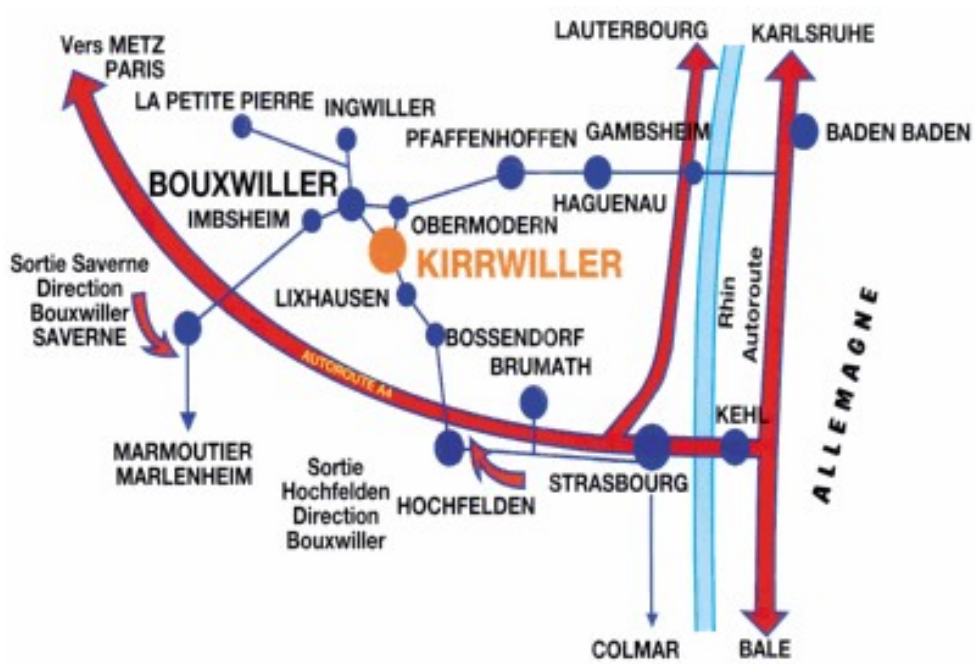 LAUTERBOURG
KARLSRUHE
Vers METZ
PARIS
LA PETITE PIERRE
INGWILLER
PFAFFENHOFFEN
GAMBSHEIM
BADEN BADEN
BOUXWILLER
HAGUENAU
IMBSHEIM
OBERMODERN
KIRRWILLER
Sortie Saverne
Direction
Bouxwiller
SAVERNE
LIXHAUSEN
Rhin
Autoroute
ALLEMAGNE
BOSSENDORF
BRUMATH
AUTOROUTE A4
KEHL
MARMOUTIER
MARLENHEIM
Sortie
Hochfelden
Direction
Bouxwiller
HOCHFELDEN
STRASBOURG
COLMAR
BALE